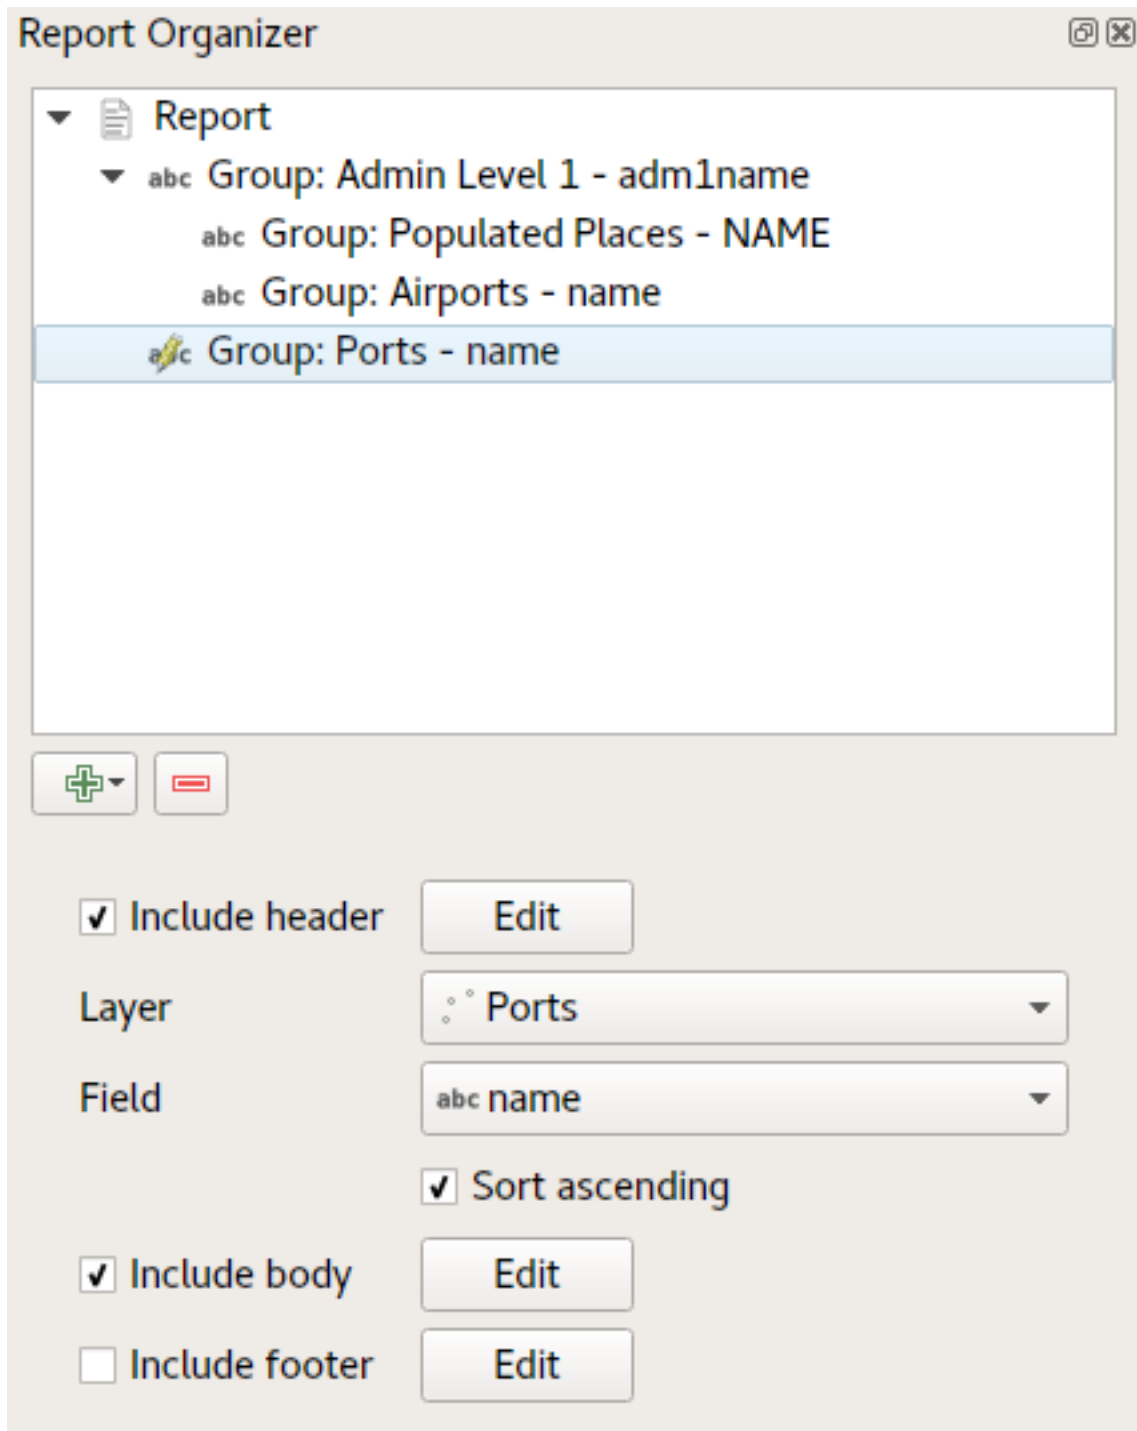 Report Organizer
Report
abc Group: Admin Level 1 - adm1name
abc Group: Populated Places - NAME
abc Group: Airports - name
Group: Ports - name
Include header Edit
Layer Ports
Field abc name
Sort ascending
Include body Edit
Include footer Edit